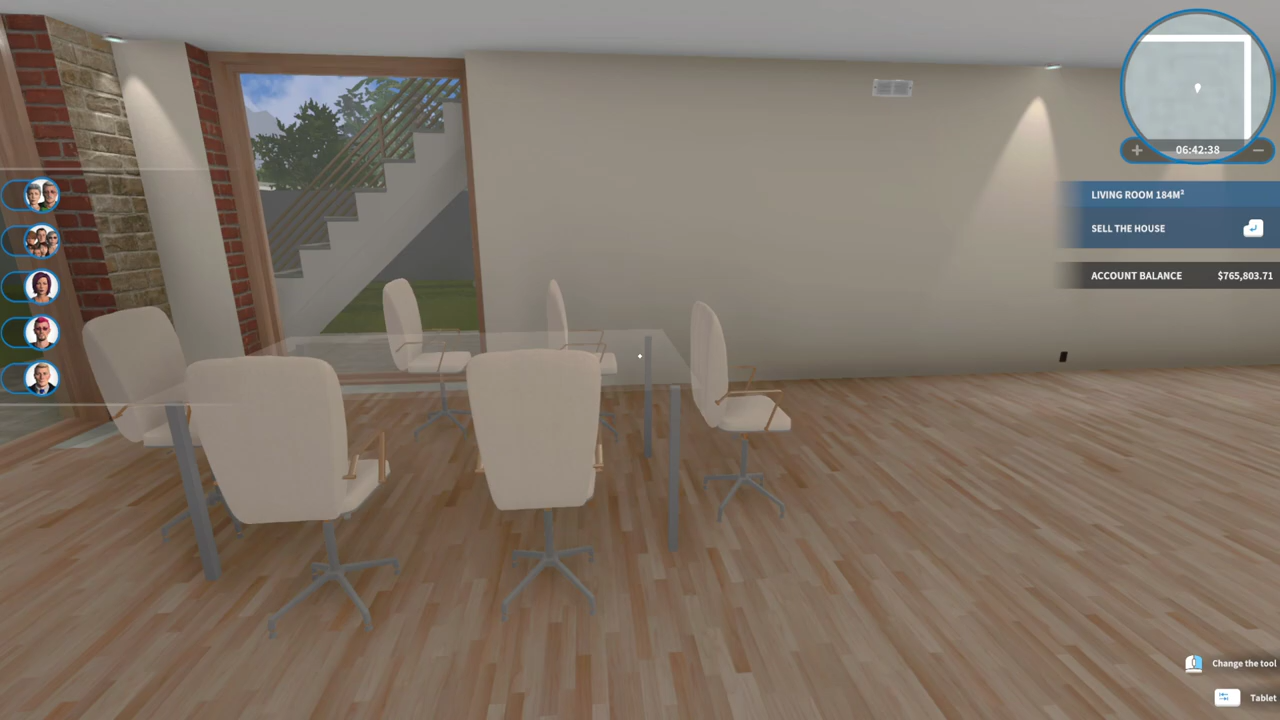 06:42:38
LIVING ROOM 184M²
SELL THE HOUSE
ACCOUNT BALANCE $765,803.71
Change the tool
Tablet